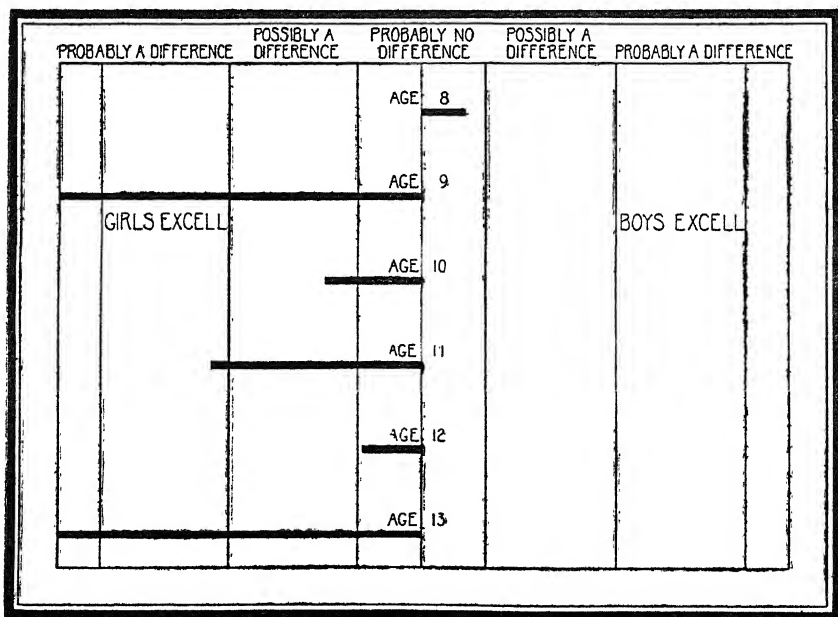 PROBABLY A DIFFERENCE POSSIBLY A DIFFERENCE PROBABLY NO DIFFERENCE POSSIBLY A DIFFERENCE PROBABLY A DIFFERENCE
AGE 8
AGE 9
GIRLS EXCELL BOYS EXCELL
AGE 10
AGE 11
AGE 12
AGE 13